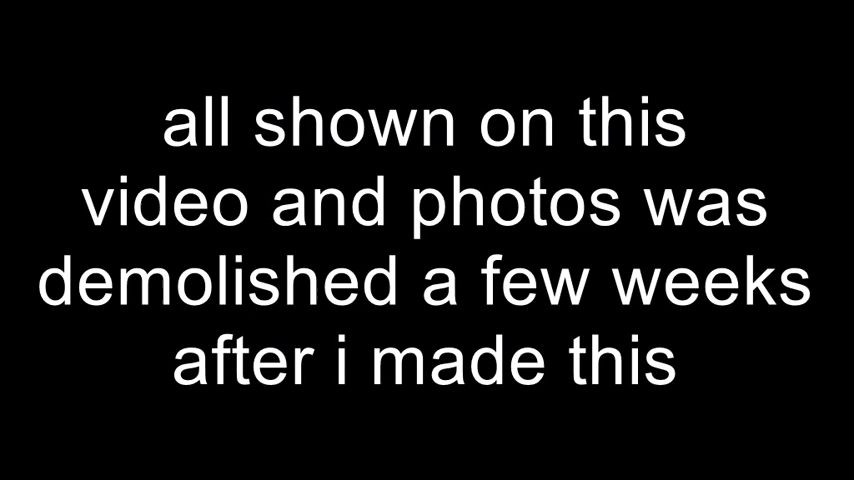 all shown on this
video and photos was
demolished a few weeks
after i made this